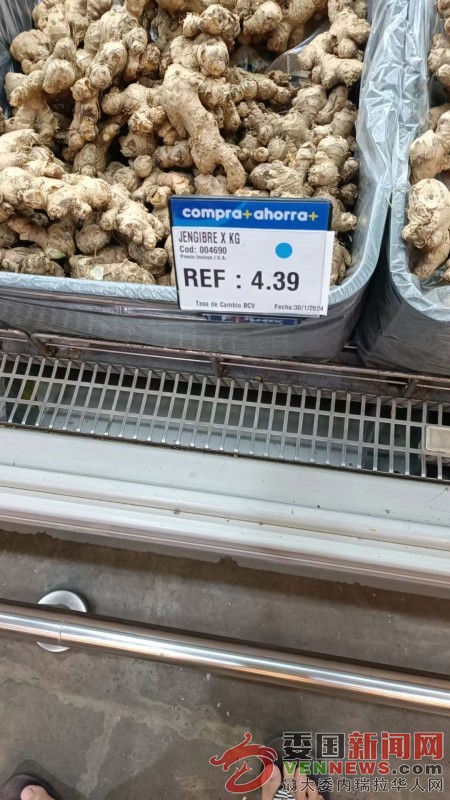 compra+ahorra+
JENGIBRE X KG
Cod: 004690
Precio Incluye I.V.A.
REF : 4.39
Tasa de Cambio BCV Fecha:30/1/2024
委国新闻网
VENNEWS.COM
最大委内瑞拉华人网